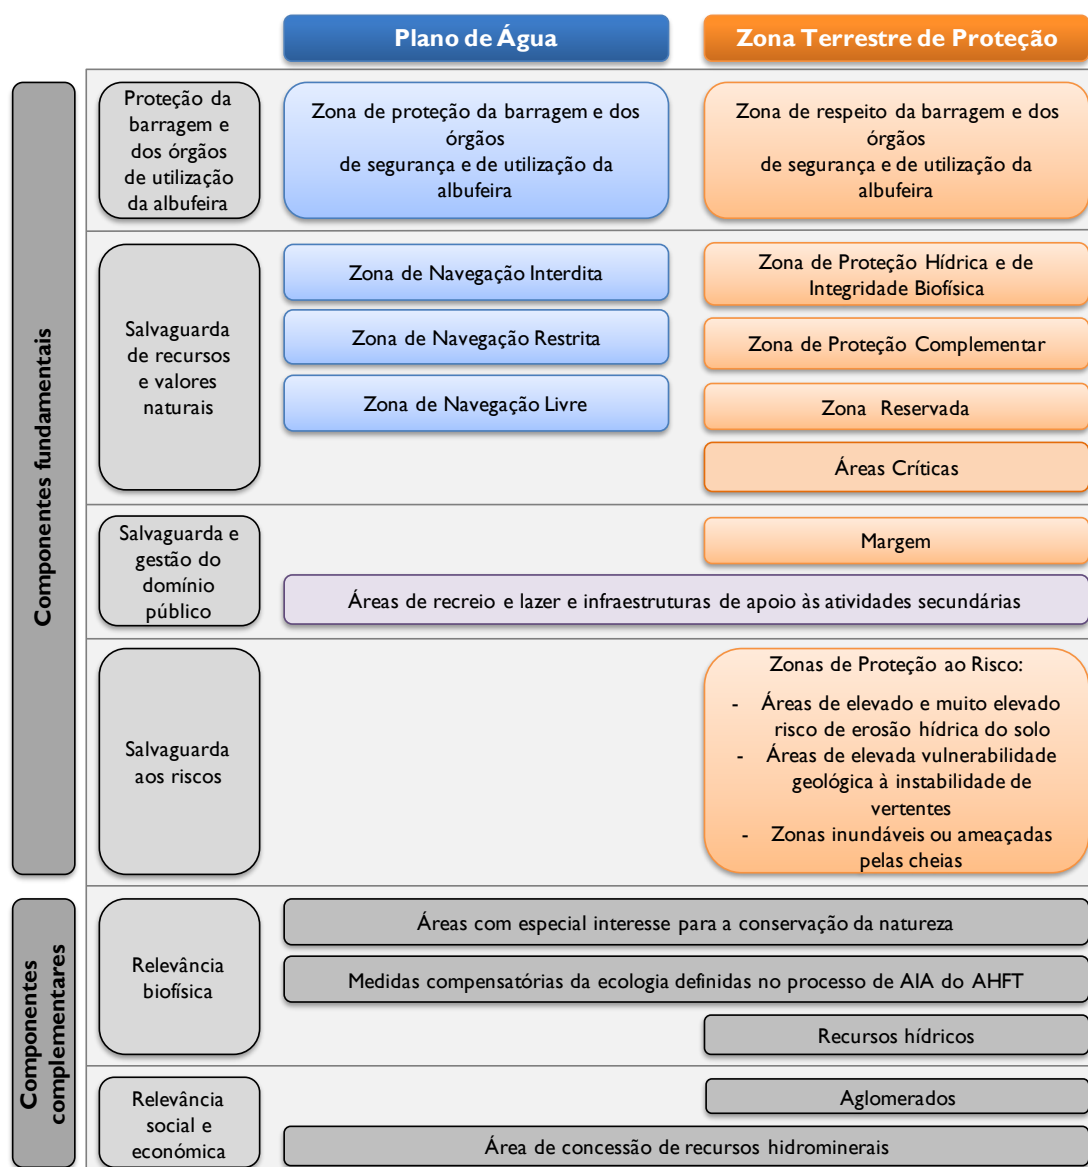 Plano de Água
Zona Terrestre de Proteção
Componentes fundamentais
Proteção da
barragem e
dos órgãos
de utilização
da albufeira
Zona de proteção da barragem e dos
órgãos
de segurança e de utilização da
albufeira
Zona de respeito da barragem e dos
órgãos
de segurança e de utilização da
albufeira
Salvaguarda
de recursos
e valores
naturais
Zona de Navegação Interdita
Zona de Navegação Restrita
Zona de Navegação Livre
Zona de Proteção Hídrica e de
Integridade Biofísica
Zona de Proteção Complementar
Zona Reservada
Áreas Críticas
Salvaguarda e
gestão do
domínio
público
Margem
Áreas de recreio e lazer e infraestruturas de apoio às atividades secundárias
Salvaguarda
aos riscos
Zonas de Proteção ao Risco:
- Áreas de elevado e muito elevado
risco de erosão hídrica do solo
- Áreas de elevada vulnerabilidade
geológica à instabilidade de
vertentes
- Zonas inundáveis ou ameaçadas
pelas cheias
Componentes
complementares
Relevância
biofísica
Áreas com especial interesse para a conservação da natureza
Medidas compensatórias da ecologia definidas no processo de AIA do AHFT
Recursos hídricos
Relevância
social e
económica
Aglomerados
Área de concessão de recursos hidrominerais